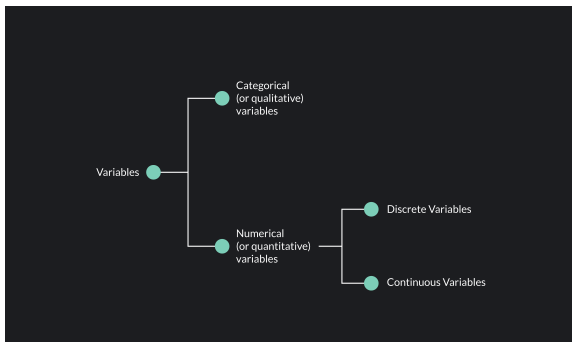 Categorical
(or qualitative)
variables
Variables
Numerical
(or quantitative)
variables
Discrete Variables
Continuous Variables